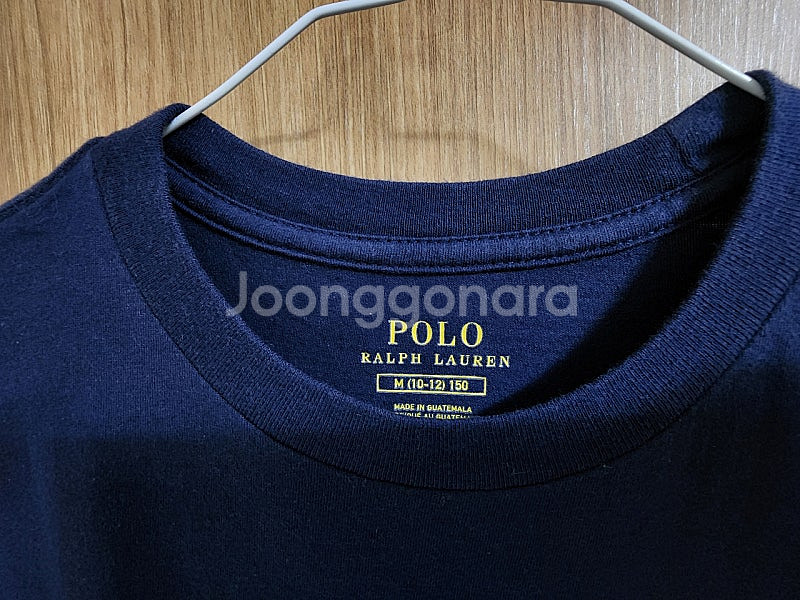 Joonggonara
POLO
RALPH LAUREN
M (10-12) 150
MADE IN GUATEMALA